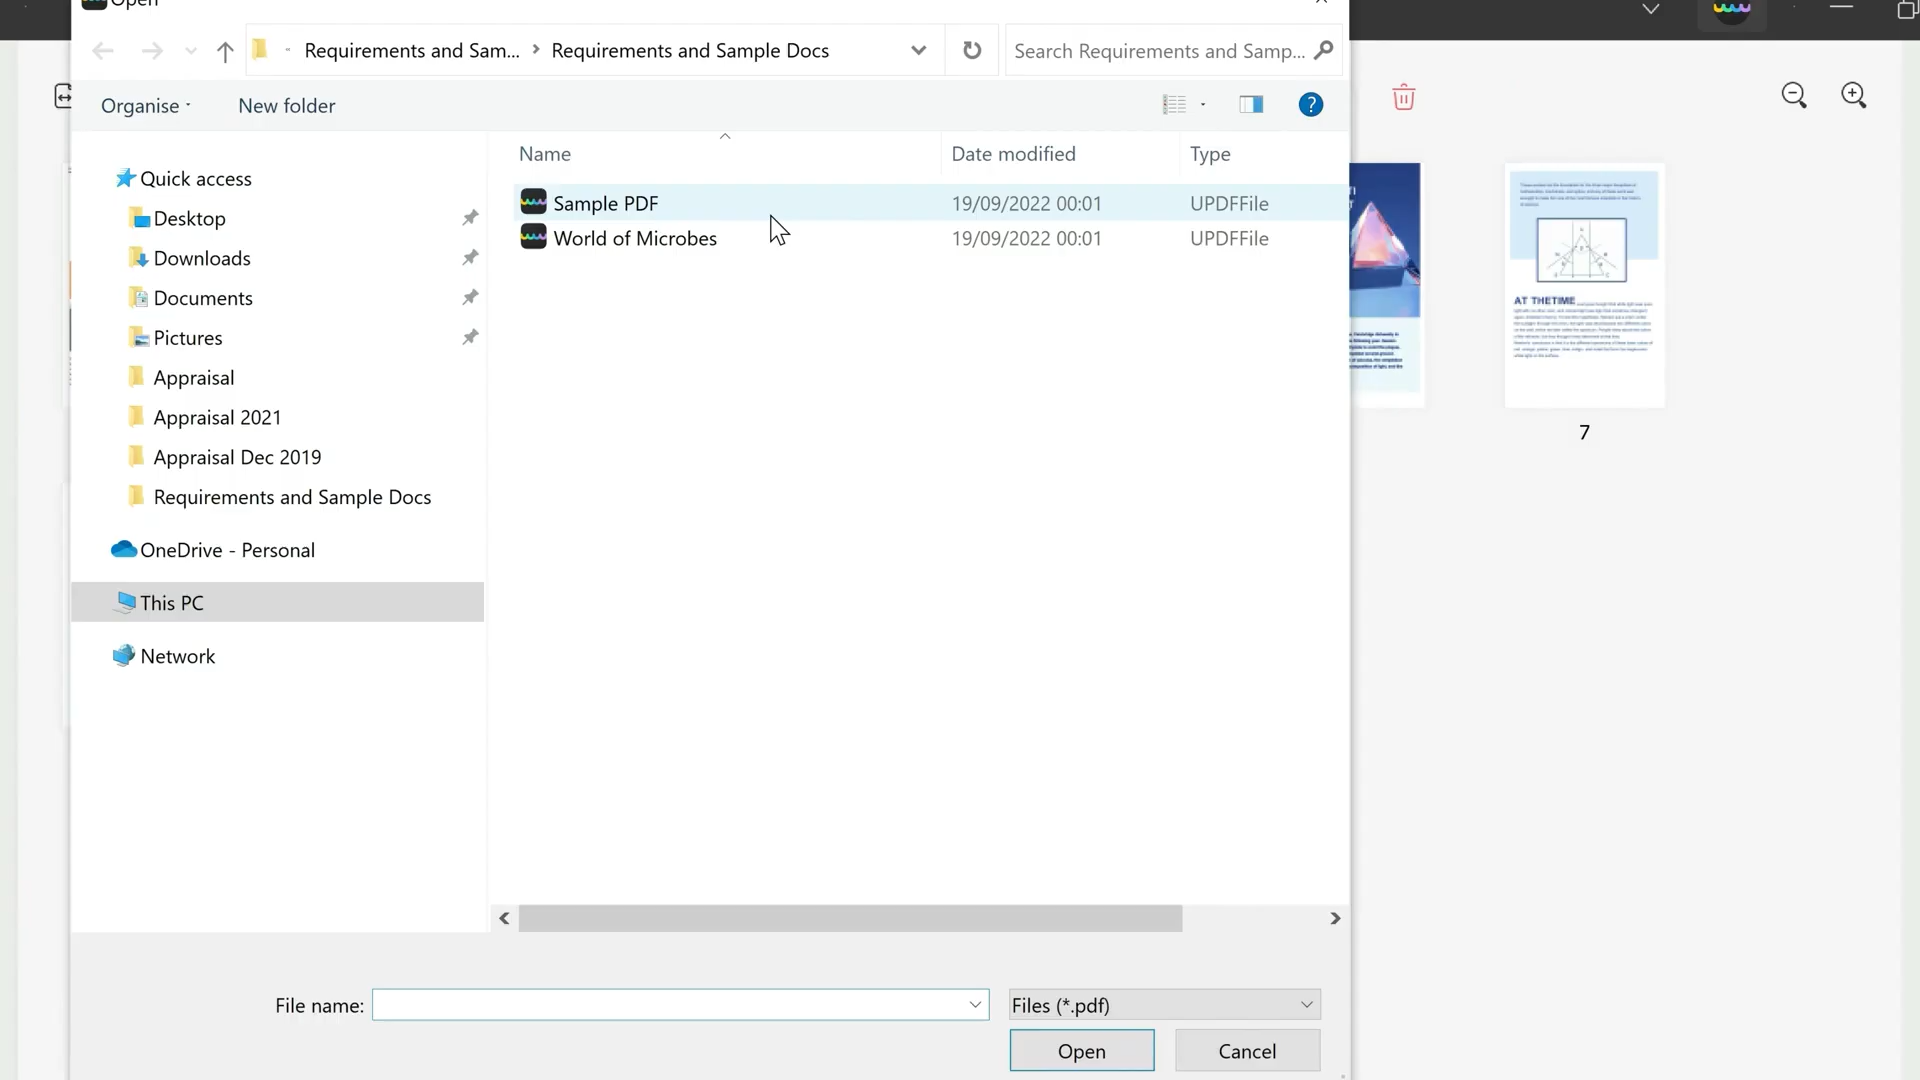 Open
Requirements and Sam... > Requirements and Sample Docs
Search Requirements and Samp...
Organise
New folder
Name
Date modified
Type
Quick access
Desktop
Downloads
Documents
Pictures
Appraisal
Appraisal 2021
Appraisal Dec 2019
Requirements and Sample Docs
OneDrive - Personal
This PC
Network
Sample PDF 19/09/2022 00:01 UPDFFile
World of Microbes 19/09/2022 00:01 UPDFFile
AT THETIME
7
File name:
Files (*.pdf)
Open
Cancel